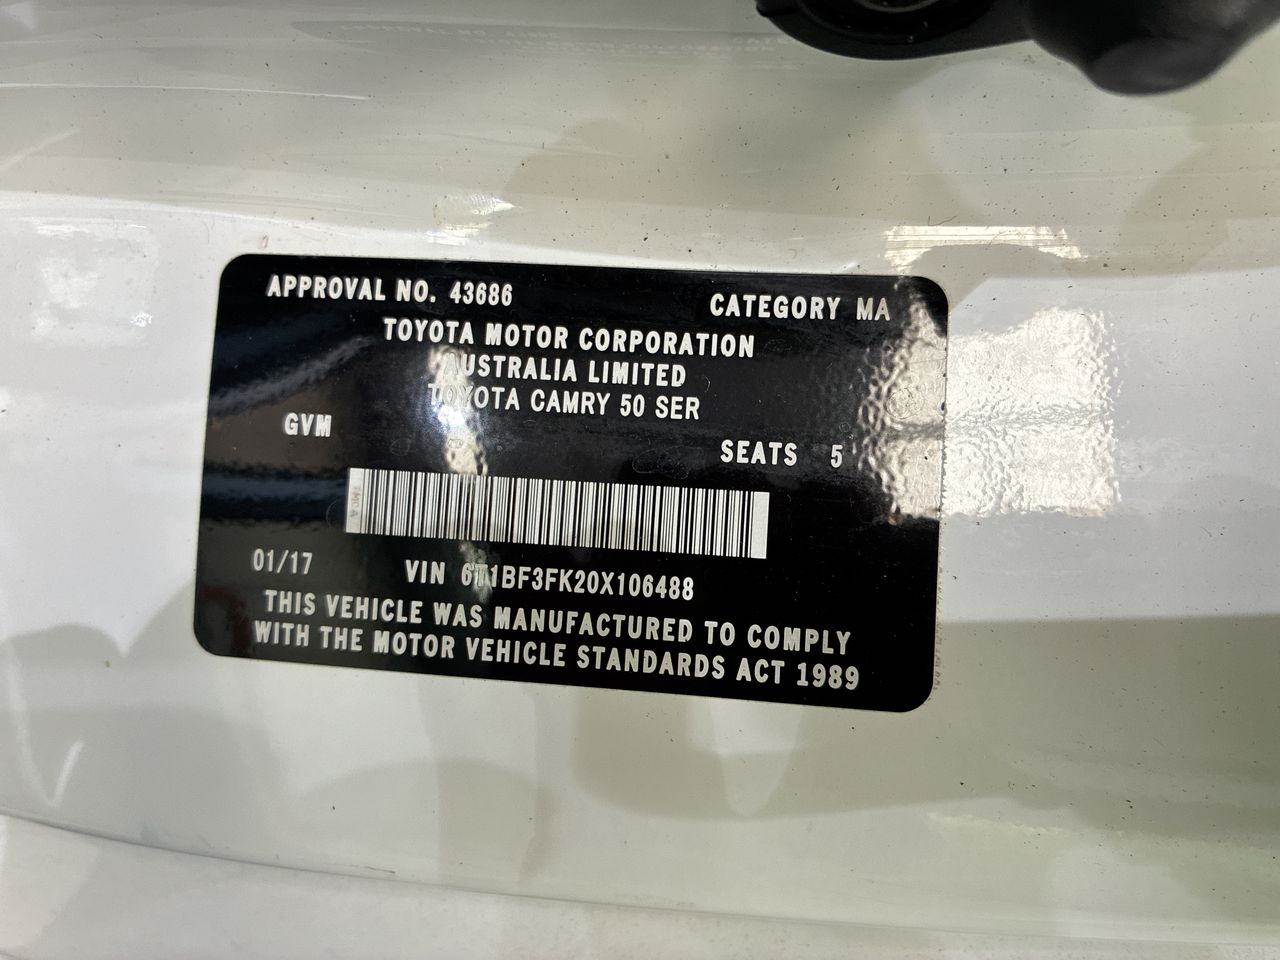 APPROVAL NO. 43686
CATEGORY MA
TOYOTA MOTOR CORPORATION
AUSTRALIA LIMITED
TOYOTA CAMRY 50 SER
GVM
SEATS 5
TMCA
01/17
VIN 6T1BF3FK20X106488
THIS VEHICLE WAS MANUFACTURED TO COMPLY
WITH THE MOTOR VEHICLE STANDARDS ACT 1989